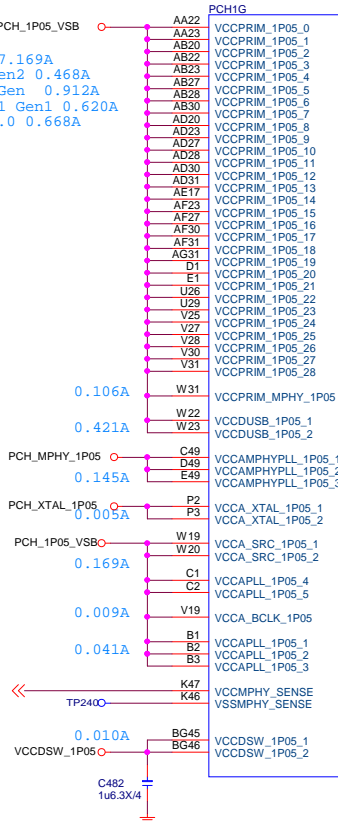 PCH1G
PCH_1P05_VSB
AA22 VCCPRIM_1P05_0
AA23 VCCPRIM_1P05_1
AB20 VCCPRIM_1P05_2
7.169A AB22 VCCPRIM_1P05_3
en2 0.468A AB23 VCCPRIM_1P05_4
Gen 0.912A AB27 VCCPRIM_1P05_5
1 Gen1 0.620A AB28 VCCPRIM_1P05_6
.0 0.668A AB30 VCCPRIM_1P05_7
AD20 VCCPRIM_1P05_8
AD23 VCCPRIM_1P05_9
AD27 VCCPRIM_1P05_10
AD28 VCCPRIM_1P05_11
AD30 VCCPRIM_1P05_12
AD31 VCCPRIM_1P05_13
AE17 VCCPRIM_1P05_14
AF23 VCCPRIM_1P05_15
AF27 VCCPRIM_1P05_16
AF30 VCCPRIM_1P05_17
AF31 VCCPRIM_1P05_18
AG31 VCCPRIM_1P05_19
D1 VCCPRIM_1P05_20
E1 VCCPRIM_1P05_21
U26 VCCPRIM_1P05_22
U29 VCCPRIM_1P05_23
V25 VCCPRIM_1P05_24
V27 VCCPRIM_1P05_25
V28 VCCPRIM_1P05_26
V30 VCCPRIM_1P05_27
V31 VCCPRIM_1P05_28
0.106A W31 VCCPRIM_MPHY_1P05
W22 VCCDUSB_1P05_1
0.421A W23 VCCDUSB_1P05_2
PCH_MPHY_1P05 C49 VCCAMPHYPLL_1P05_1
D49 VCCAMPHYPLL_1P05_2
0.145A E49 VCCAMPHYPLL_1P05_3
PCH_XTAL_1P05 P2 VCCA_XTAL_1P05_1
0.005A P3 VCCA_XTAL_1P05_2
PCH_1P05_VSB W19 VCCA_SRC_1P05_1
W20 VCCA_SRC_1P05_2
0.169A
C1 VCCAPLL_1P05_4
C2 VCCAPLL_1P05_5
0.009A V19 VCCA_BCLK_1P05
B1 VCCAPLL_1P05_1
0.041A B2 VCCAPLL_1P05_2
B3 VCCAPLL_1P05_3
K47 VCCMPHY_SENSE
TP240 K46 VSSMPHY_SENSE
0.010A BG45 VCCDSW_1P05_1
VCCDSW_1P05 BG46 VCCDSW_1P05_2
C482
1u6.3X/4